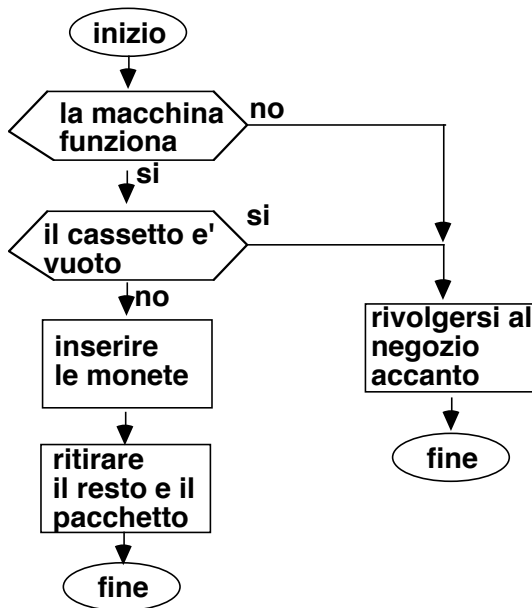 inizio
la macchina
funziona
no
si
si
il cassetto e'
vuoto
no
inserire
le monete
rivolgersi al
negozio
accanto
ritirare
il resto e il
pacchetto
fine
fine